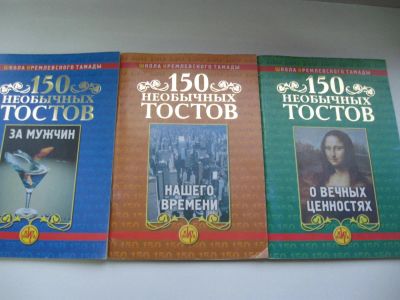 ШКОЛА КРЕМЛЕВСКОГО ТАМАДЫ
150
НЕОБЫЧНЫХ
ТОСТОВ
ЗА МУЖЧИН
ШКОЛА КРЕМЛЕВСКОГО ТАМАДЫ
150
НЕОБЫЧНЫХ
ТОСТОВ
НАШЕГО
ВРЕМЕНИ
ШКОЛА КРЕМЛЕВСКОГО ТАМАДЫ
150
НЕОБЫЧНЫХ
ТОСТОВ
О ВЕЧНЫХ
ЦЕННОСТЯХ